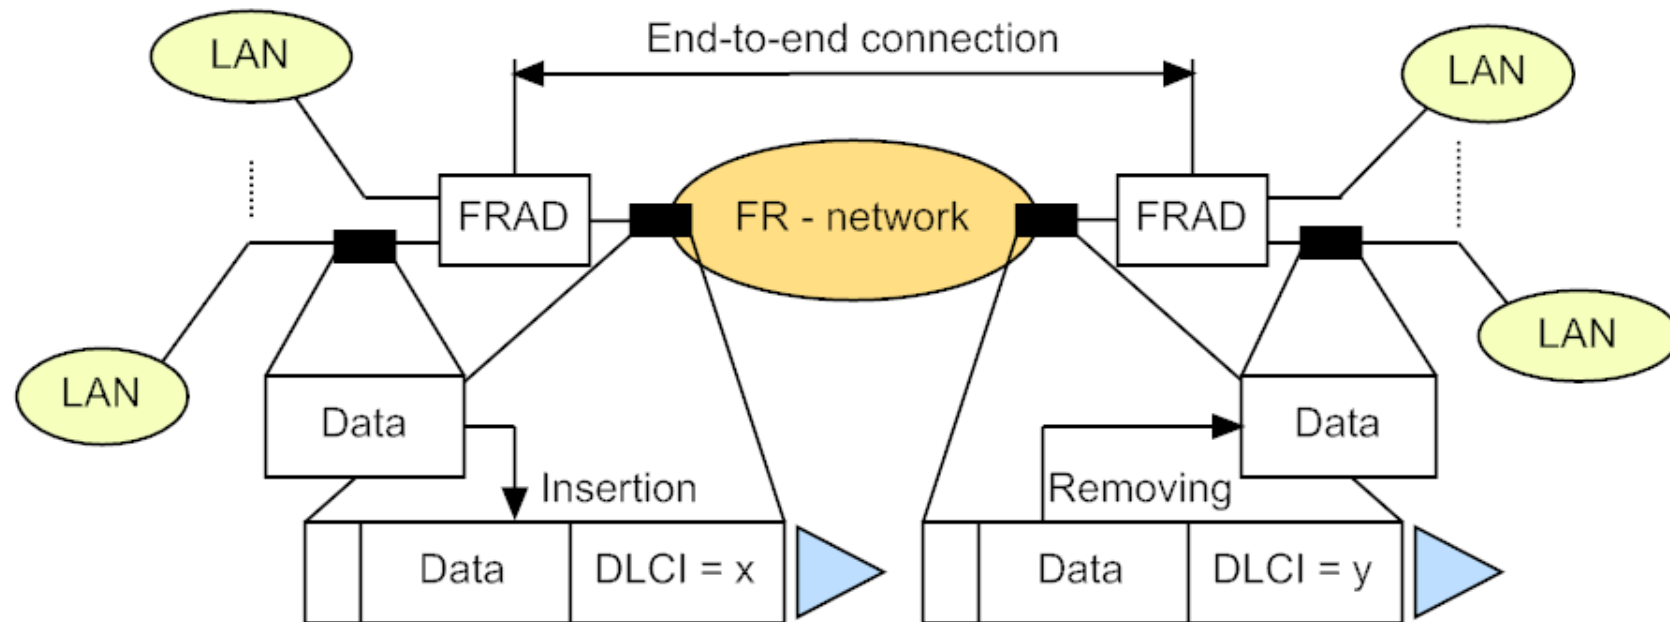 End-to-end connection
LAN
LAN
FRAD
FR - network
FRAD
LAN
LAN
Data
Data
Insertion
Removing
Data
DLCI = x
Data
DLCI = y